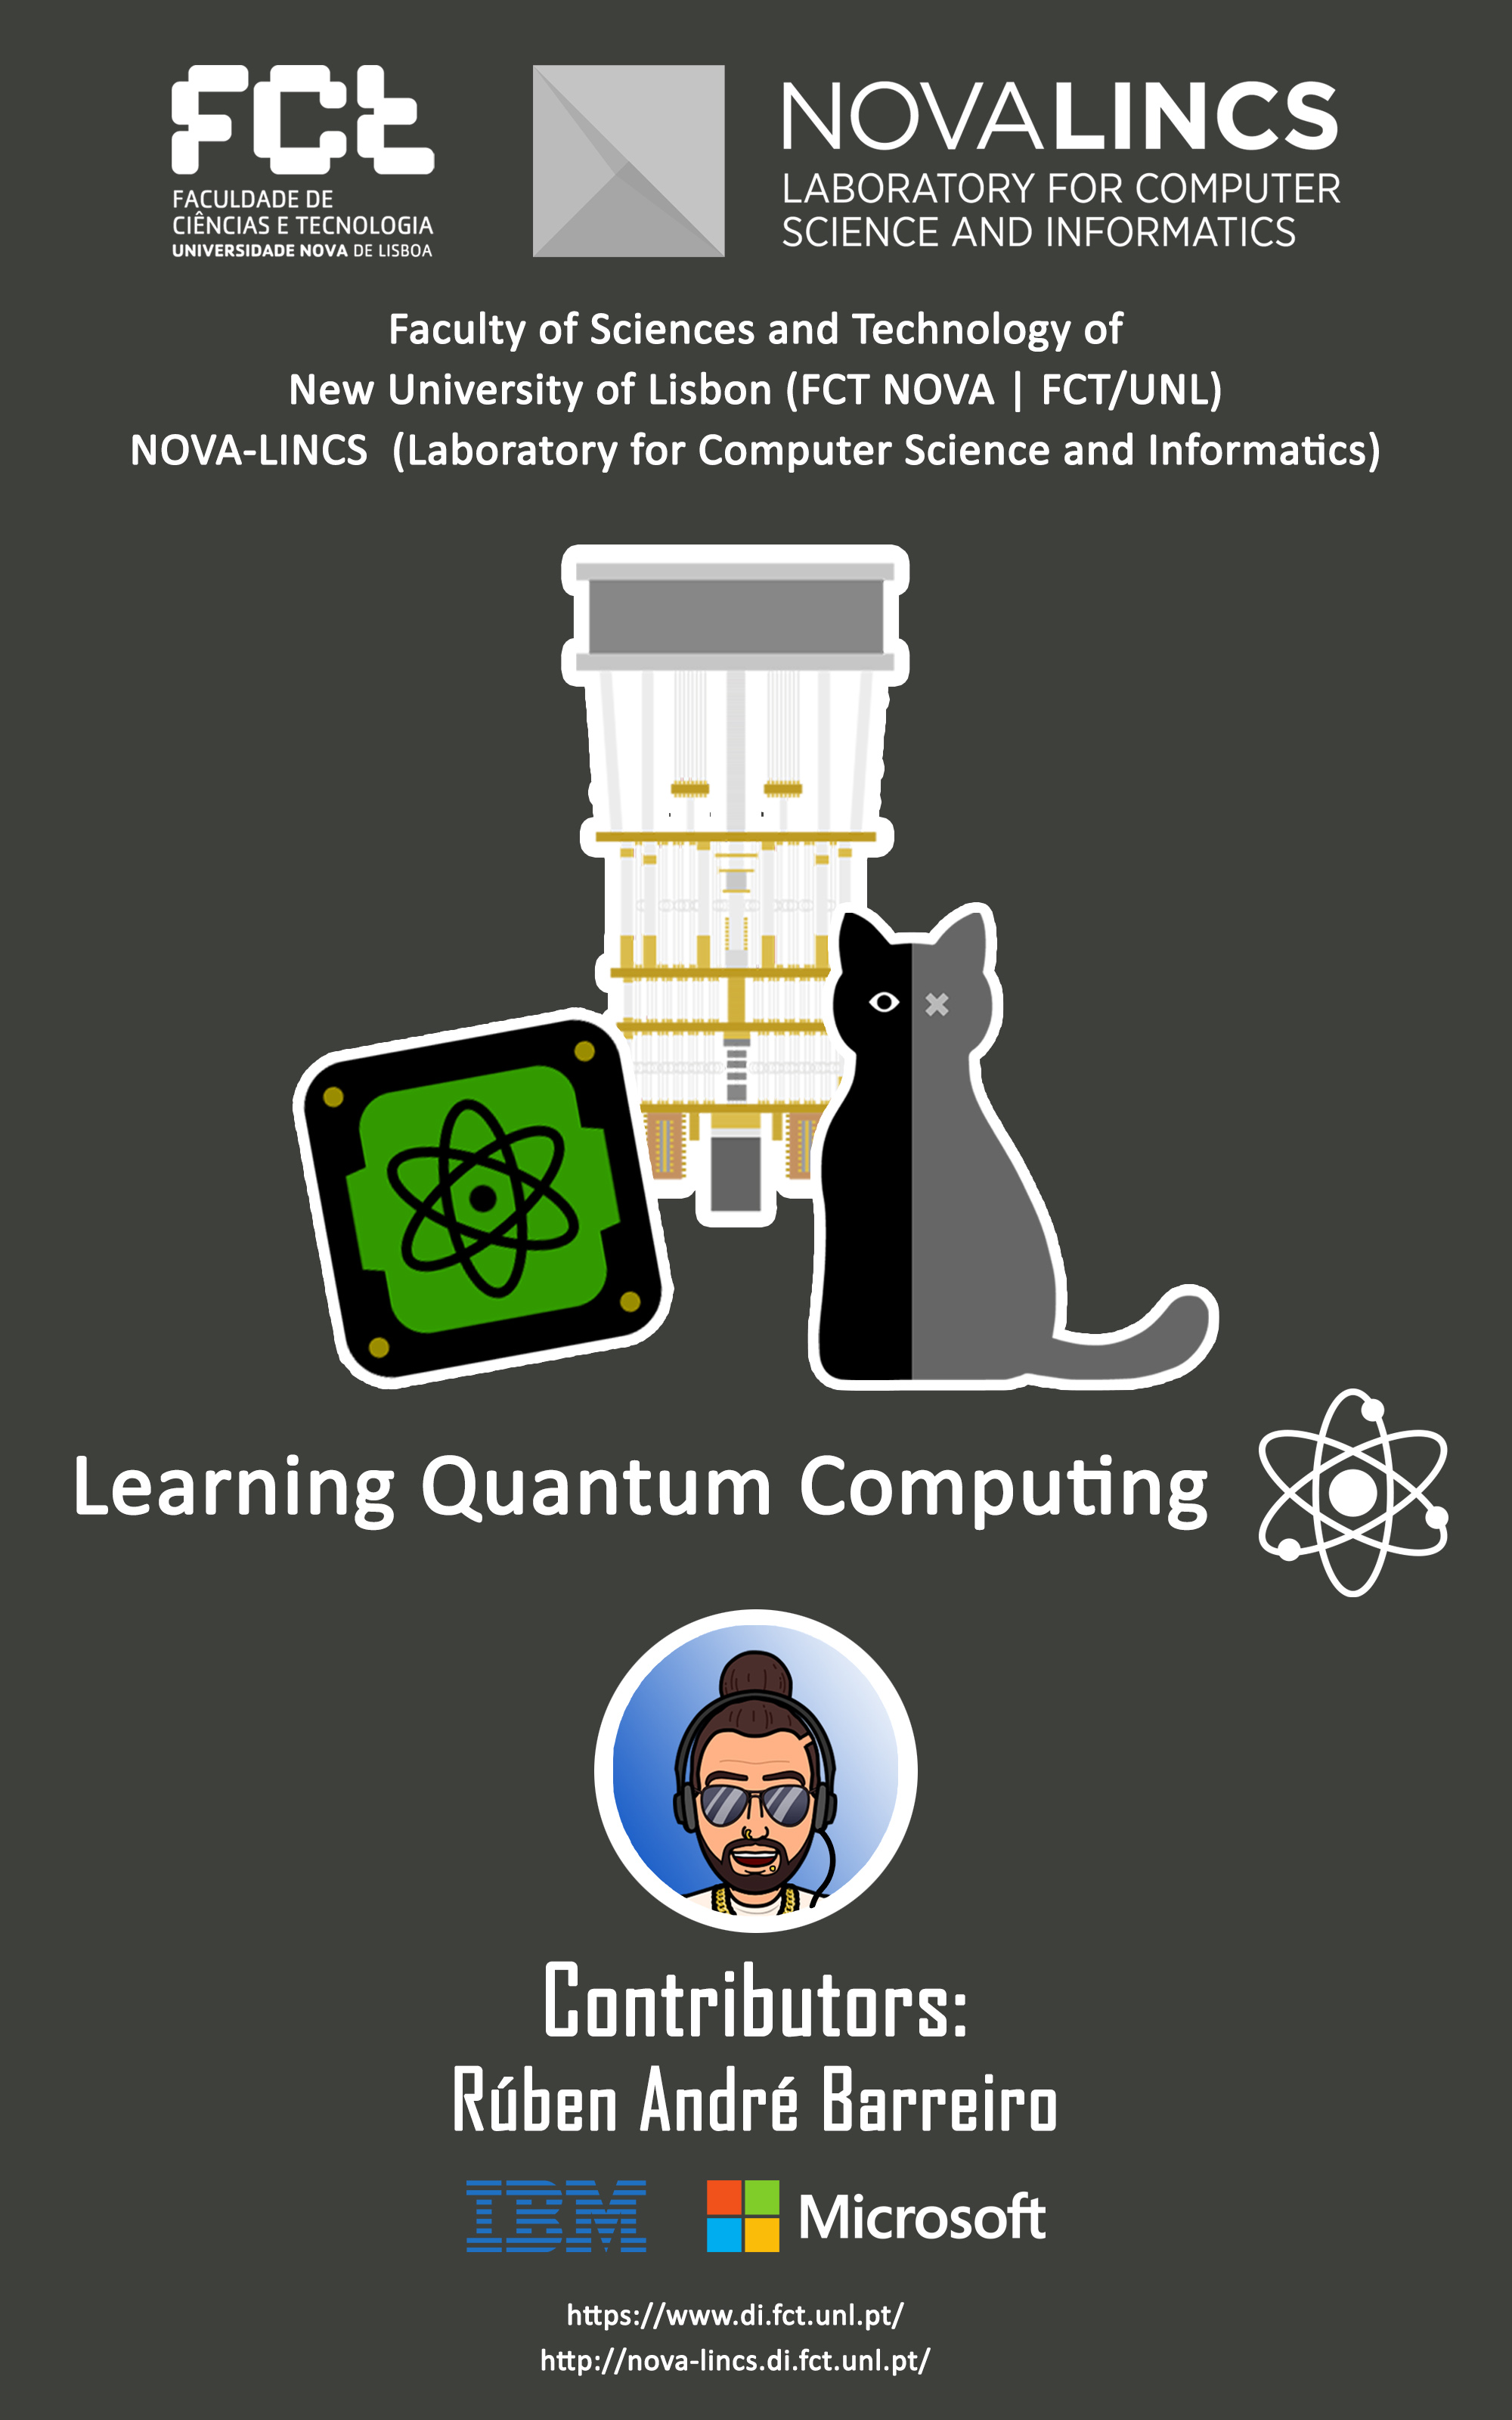 FCT
FACULDADE DE
CIÊNCIAS E TECNOLOGIA
UNIVERSIDADE NOVA DE LISBOA
NOVALINCS
LABORATORY FOR COMPUTER
SCIENCE AND INFORMATICS
Faculty of Sciences and Technology of
New University of Lisbon (FCT NOVA | FCT/UNL)
NOVA-LINCS (Laboratory for Computer Science and Informatics)
Learning Quantum Computing
Contributors:
Rúben André Barreiro
IBM
Microsoft
https://www.di.fct.unl.pt/
http://nova-lincs.di.fct.unl.pt/